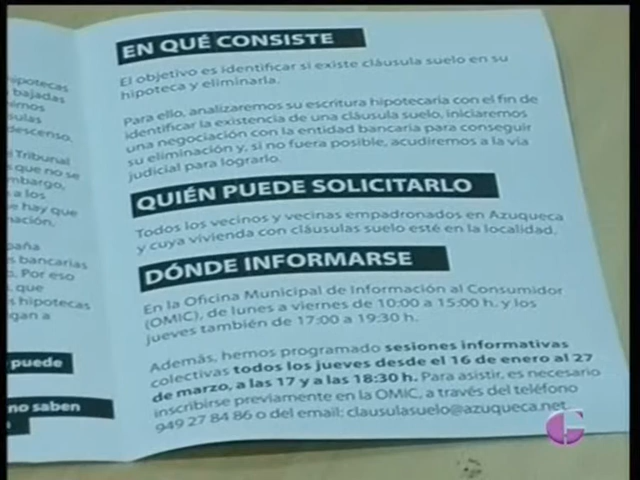 ipotecas
bajadas
imos
sulas
descenso.
Tribunal
que no se
mbargo,
a los
e hay que
nación.
paña
s bancarias
o. Por eso
que
s hipotecas
gan a
puede
no saben
EN QUÉ CONSISTE
El objetivo es identificar si existe cláusula suelo en su
hipoteca y eliminarla.
Para ello, analizaremos su escritura hipotecaria con el fin de
identificar la existencia de una cláusula suelo, iniciaremos
una negociación con la entidad bancaria para conseguir
su eliminación y, si no fuera posible, acudiremos a la vía
judicial para lograrlo.
QUIÉN PUEDE SOLICITARLO
Todos los vecinos y vecinas empadronados en Azuqueca
y cuya vivienda con cláusulas suelo esté en la localidad.
DÓNDE INFORMARSE
En la Oficina Municipal de Información al Consumidor
(OMIC), de lunes a viernes de 10:00 a 15:00 h. y los
jueves también de 17:00 a 19:30 h.
Además, hemos programado sesiones informativas
colectivas todos los jueves desde el 16 de enero al 27
de marzo, a las 17 y a las 18:30 h. Para asistir, es necesario
inscribirse previamente en la OMIC, a través del teléfono
949 27 84 86 o del email: clausulasuelo@azuqueca.net